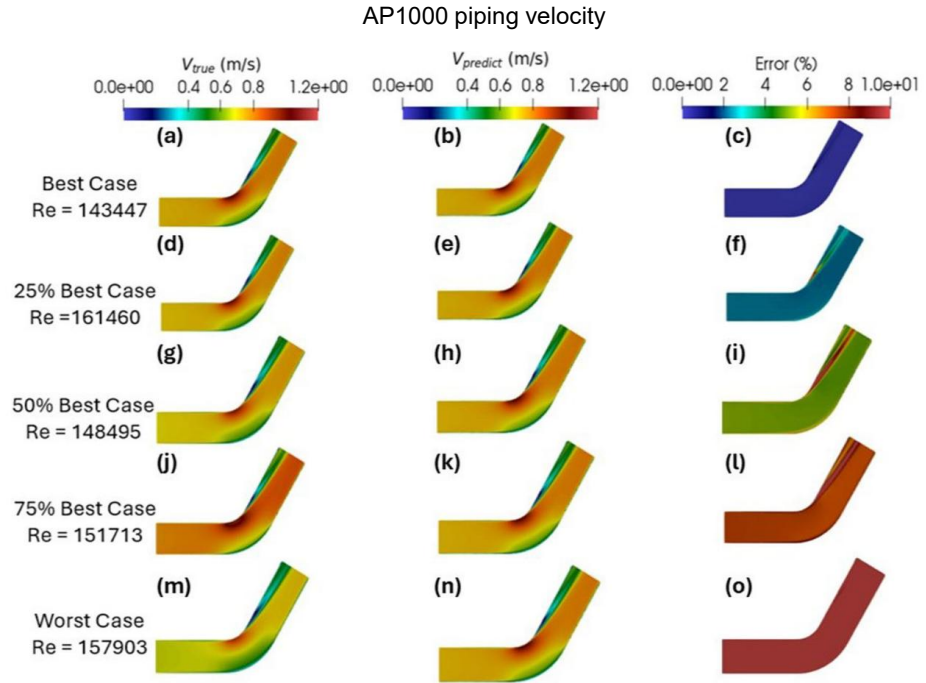 AP1000 piping velocity
V_true (m/s)
0.0e+00 0.4 0.6 0.8 1.2e+00
V_predict (m/s)
0.0e+00 0.4 0.6 0.8 1.2e+00
Error (%)
0.0e+00 2 4 6 8 1.0e+01
(a)
(b)
(c)
Best Case
Re = 143447
(d)
(e)
(f)
25% Best Case
Re =161460
(g)
(h)
(i)
50% Best Case
Re = 148495
(j)
(k)
(l)
75% Best Case
Re = 151713
(m)
(n)
(o)
Worst Case
Re = 157903